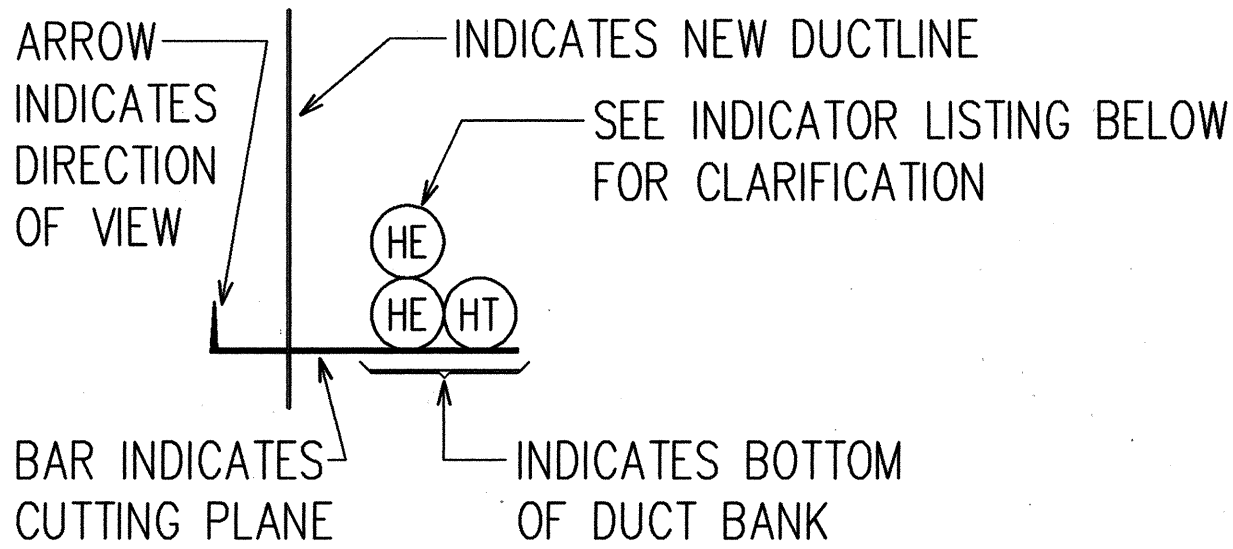 ARROW
INDICATES
DIRECTION
OF VIEW
INDICATES NEW DUCTLINE
SEE INDICATOR LISTING BELOW
FOR CLARIFICATION
HE
HE HT
BAR INDICATES
CUTTING PLANE
INDICATES BOTTOM
OF DUCT BANK